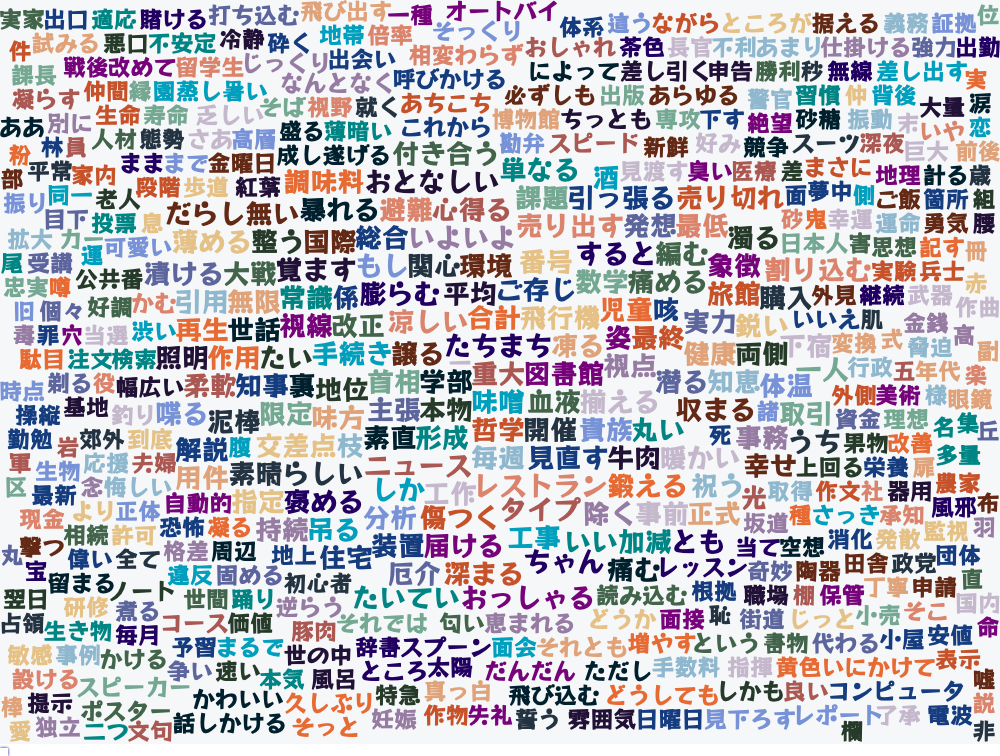 実家 出口 適応 賭ける 打ち込む 飛び出す 一種 オートバイ 体系 違う ながら ところが 据える 義務 証拠 位
件 試みる 悪口 不安定 冷静 砕く 地帯 倍率 そっくり おしゃれ 茶色 長官 不利 あまり 仕掛ける 強力 出勤
課長 戦後 改めて 留学生 じっくり 出会い 相変わらず によって 差し引く 申告 勝利 秒 無線 差し出す 実
凝らす 仲間 縁 園 蒸し暑い なんとなく 呼びかける 必ずしも 出版 あらゆる 警官 習慣 仲 背後 大量 涙
ああ 別に 生命 寿命 乏しい そば 視野 就く あちこち 博物館 ちっとも 専攻 下す 絶望 砂糖 振動 いや 恋
粉 林 員 人材 態勢 さあ 高層 盛る 薄暗い これから 勘弁 スピード 新鮮 好み 競争 スーツ 深夜 巨大 前後
部 平常 家内 ままま で 金曜日 成し遂げる 付き合う 単なる 酒 見渡す 臭い 医療 差 まさに 地理 計る 歳
振り 同一 老人 段階 歩道 紅葉 調味料 おとなしい 課題 引っ張る 売り切れ 面 夢中 側 ご飯 箇所 組
目下 投票 息 だらし無い 暴れる 避難 心得る 売り出す 発想 最低 砂 鬼 幸運 運命 勇気 腰
拡大 力 運 可愛い 薄める 整う 国際 総合 いよいよ 番号 すると 編む 濁る 日本人 害 思想 記す 冊
尾 受講 公共 番 漬ける 大戦 覚ます もし 関心 環境 数学 痛める 象徴 割り込む 実験 兵士 赤
忠実 噂 旧 個々 好調 かむ 引用 無限 常識 係 膨らむ 平均 ご存じ 児童 咳 旅館 購入 外見 継続 武器 作曲
毒 罪 穴 当選 渋い 再生 世話 視線 改正 涼しい 合計 飛行機 姿 最終 実力 鋭い いいえ 肌 金銭 高 副
駄目 注文 検索 照明 作用 たい 手続き 譲る たちまち 凍る 視点 健康 両側 下宿 変換 式 脅迫
時点 剃る 役 幅広い 柔軟 知事 裏 地位 首相 学部 重大 図書館 潜る 知恵 体温 一人 行政 五 年代 楽
操縦 基地 釣り 喋る 泥棒 限定 味方 主張 本物 味噌 血液 揃える 収まる 諸 取引 資金 理想 外側 美術 様 眼鏡
勤勉 岩 郊外 到底 解説 腹 交差点 枝 素直 形成 哲学 開催 貴族 丸い 死 事務 うち 果物 改善 名 集 丘
軍 生物 応援 夫婦 用件 素晴らしい ニュース 毎週 見直す 牛肉 暖かい 幸せ 上回る 栄養 扉 多量
区 最新 念 悔しい 自動的 指定 褒める しか 工作 レストラン 鍛える 祝う 光 取得 作文 社 器用 農家
現金 より 正体 恐怖 凝る 持続 吊る 分析 傷つく タイプ 除く 事前 正式 坂道 種 さっき 承知 風邪 布
丸 撃つ 相続 許可 格差 周辺 地上 住宅 装置 届ける 工事 いい加減 とも 当て 空想 消化 発散 監視 羽
宝 偉い 全て 違反 固める 初心者 厄介 深まる ちゃん 痛む レッスン 奇妙 陶器 田舎 政党 団体 直
翌日 留まる ノート 世間 踊り 逆らう たいてい おっしゃる 読み込む 根拠 職場 棚 保管 丁寧 申請 国内
占領 研修 煮る コース 価値 豚肉 それでは 匂い 恵まれる どうか 面接 恥 街道 じっと 小売 そこ 命
生き物 毎月 予習 まるで 世の中 辞書 スプーン 面会 それとも 増やす という 書物 代わる 小屋 安値
敏感 事例 かける 争い 速い 本気 風呂 ところ 太陽 だんだん ただし 手数料 指揮 黄色い にかけて 表示 嘘
設ける スピーカー かわいい 久しぶり 特急 真っ白 飛び込む どうしても しかも 良い コンピュータ 説
棒 提示 ポスター 話しかける そっと 妊娠 作物 失礼 誓う 雰囲気 日曜日 見下ろす レポート 了承 電波 非
愛 独立 二つ 文句 欄